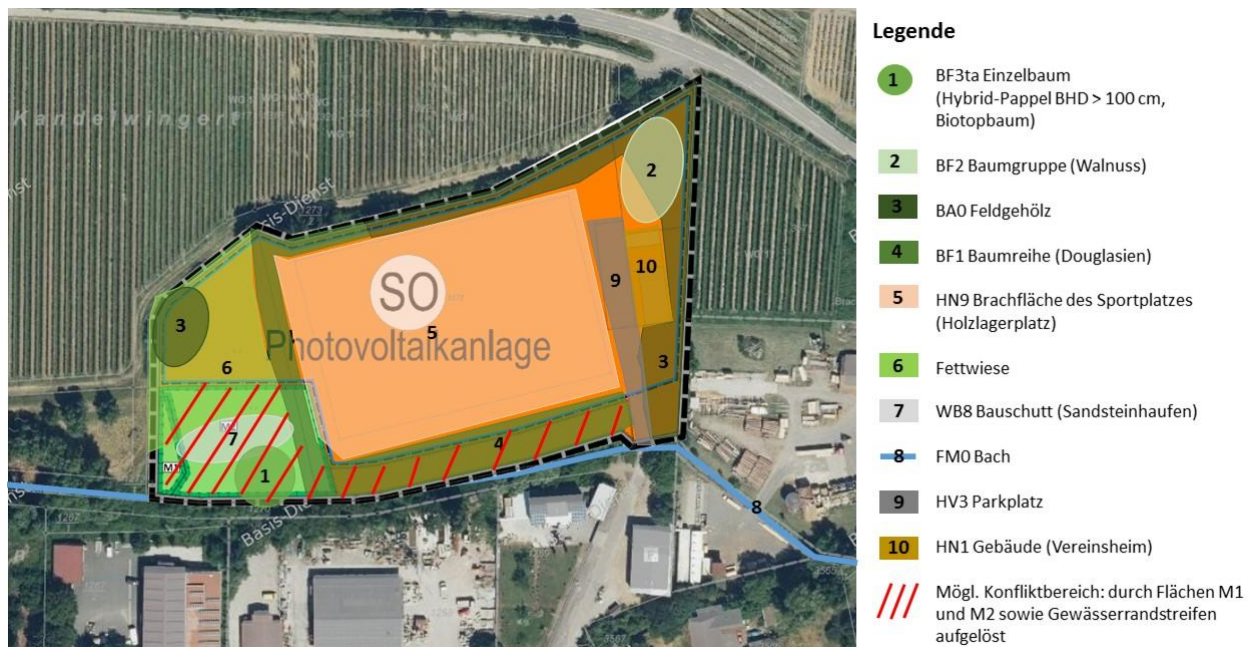 Kandelwingert
Basis-Dienst
SO
Photovoltaikanlage
1
2
3
3
4
5
6
7
8
9
10
M1
Basis-Dienst
Legende
1 BF3ta Einzelbaum
(Hybrid-Pappel BHD > 100 cm,
Biotopbaum)
2 BF2 Baumgruppe (Walnuss)
3 BA0 Feldgehölz
4 BF1 Baumreihe (Douglasien)
5 HN9 Brachfläche des Sportplatzes
(Holzlagerplatz)
6 Fettwiese
7 WB8 Bauschutt (Sandsteinhaufen)
8 FM0 Bach
9 HV3 Parkplatz
10 HN1 Gebäude (Vereinsheim)
Mögl. Konfliktbereich: durch Flächen M1
und M2 sowie Gewässerrandstreifen
aufgelöst